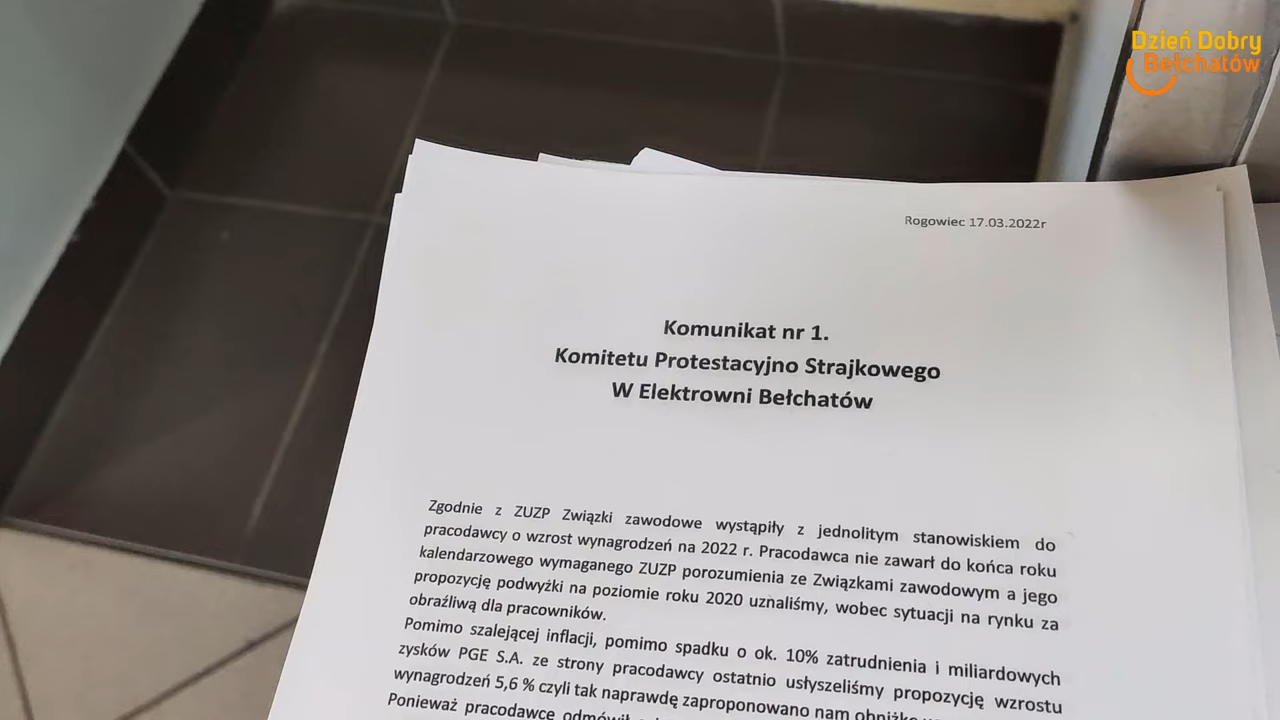 Dzień Dobry
Bełchatów
Rogowiec 17.03.2022r
Komunikat nr 1.
Komitetu Protestacyjno Strajkowego
W Elektrowni Bełchatów
Zgodnie z ZUZP Związki zawodowe wystąpiły z jednolitym stanowiskiem do
pracodawcy o wzrost wynagrodzeń na 2022 r. Pracodawca nie zawarł do końca roku
kalendarzowego wymaganego ZUZP porozumienia ze Związkami zawodowym a jego
propozycję podwyżki na poziomie roku 2020 uznaliśmy, wobec sytuacji na rynku za
obraźliwą dla pracowników.
Pomimo szalejącej inflacji, pomimo spadku o ok. 10% zatrudnienia i miliardowych
zysków PGE S.A. ze strony pracodawcy ostatnio usłyszeliśmy propozycję wzrostu
wynagrodzeń 5,6 % czyli tak naprawdę zaproponowano nam obniżkę
Ponieważ pracodawce odmówił